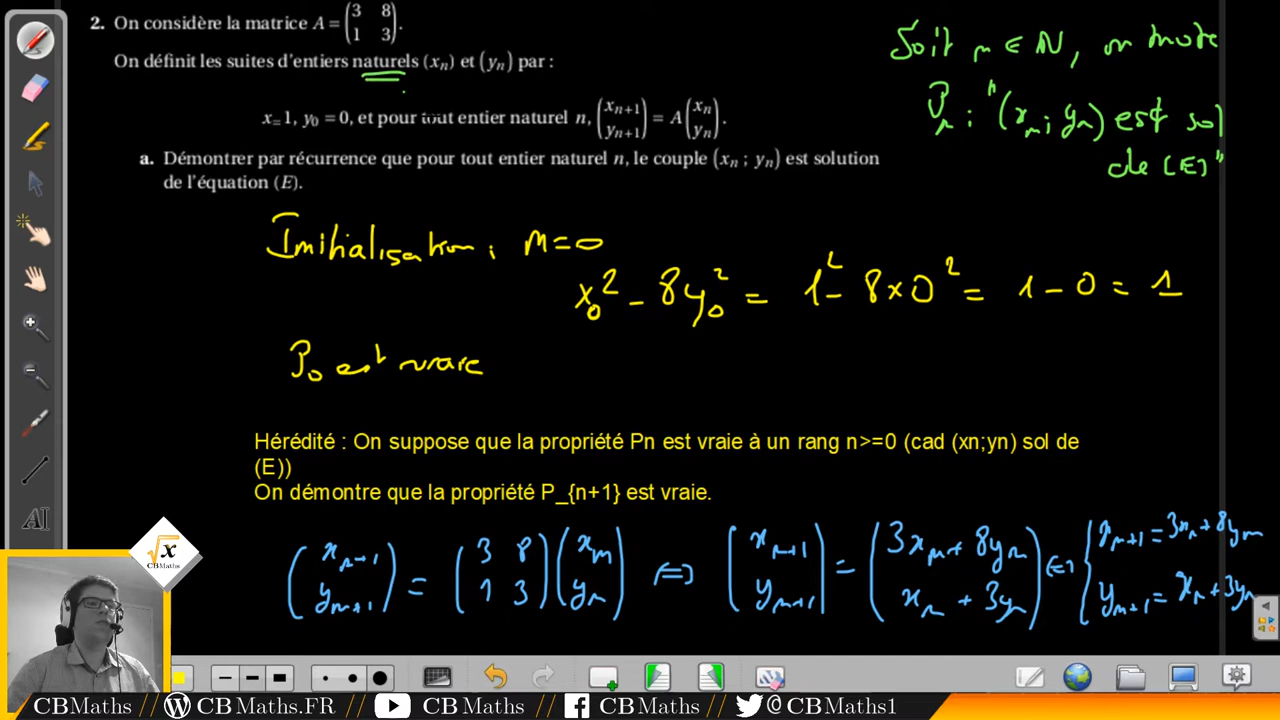 2. On considère la matrice A = (3 8
1 3).
On définit les suites d'entiers naturels (xn) et (yn) par :
x=1, y0 = 0, et pour tout entier naturel n, (xn+1
yn+1) = A (xn
yn).
a. Démontrer par récurrence que pour tout entier naturel n, le couple (xn ; yn) est solution
de l'équation (E).
Soit n ∈ N, on note
Pn : "(xn ; yn) est sol
de (E)"
Initialisation : n=0
x0² - 8y0² = 1² - 8×0² = 1 - 0 = 1
P0 est vraie
Hérédité : On suppose que la propriété Pn est vraie à un rang n>=0 (cad (xn;yn) sol de
(E))
On démontre que la propriété P_{n+1} est vraie.
(xn+1
yn+1) = (3 8
1 3)(xn
yn) ⟺ (xn+1
yn+1) = (3xn + 8yn
xn + 3yn) ⟺ {xn+1 = 3xn + 8yn
yn+1 = xn + 3yn
√x
CBMaths
AI
CBMaths
CBMaths.FR
CBMaths
CBMaths
@CBMaths1